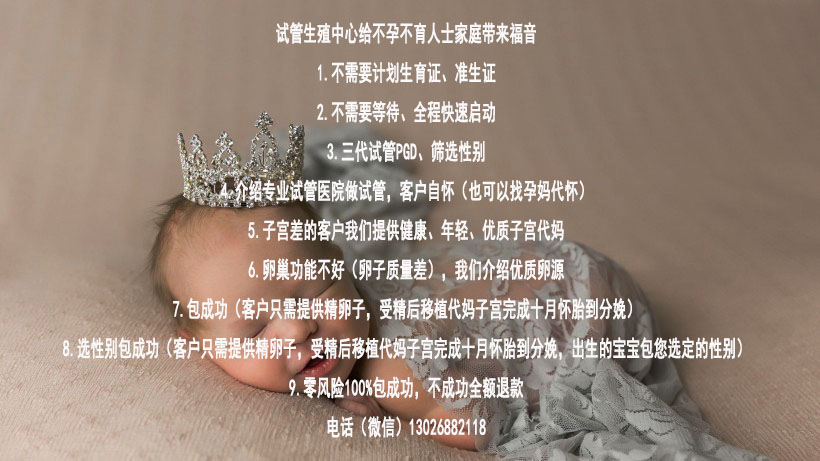 试管生殖中心给不孕不育人士家庭带来福音
1.不需要计划生育证、准生证
2.不需要等待、全程快速启动
3.三代试管PGD、筛选性别
4.介绍专业试管医院做试管，客户自怀（也可以找孕妈代怀）
5.子宫差的客户我们提供健康、年轻、优质子宫代妈
6.卵巢功能不好（卵子质量差），我们介绍优质卵源
7.包成功（客户只需提供精卵子，受精后移植代妈子宫完成十月怀胎到分娩）
8.选性别包成功（客户只需提供精卵子，受精后移植代妈子宫完成十月怀胎到分娩，出生的宝宝包您选定的性别）
9.零风险100%包成功，不成功全额退款
电话（微信）13026882118